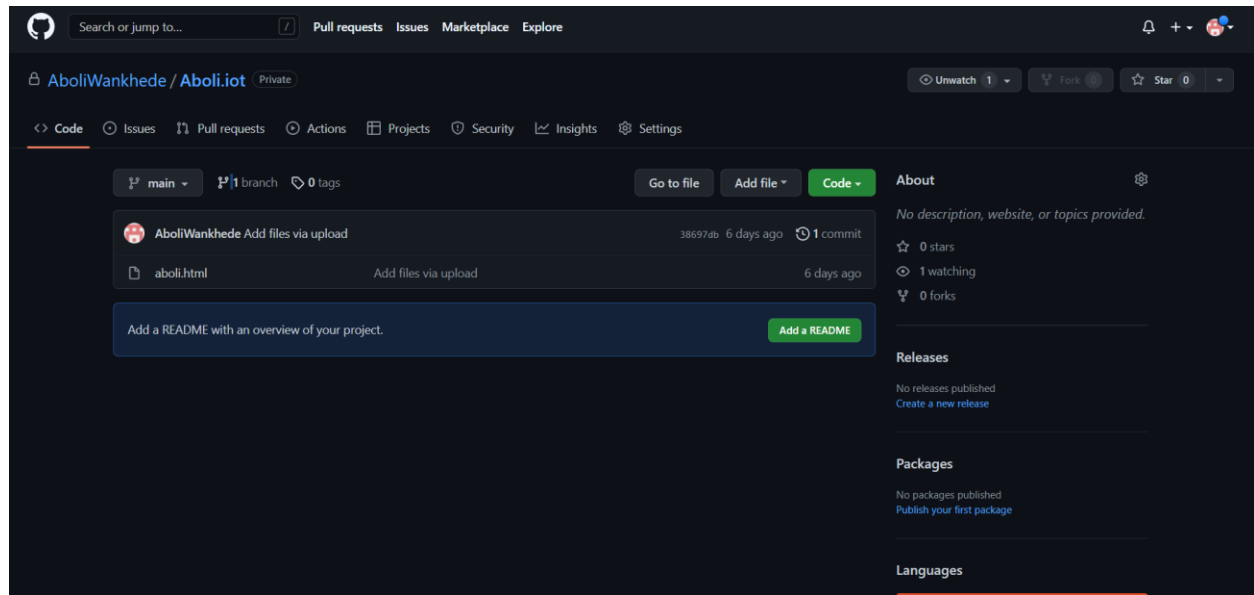 Search or jump to... / Pull requests Issues Marketplace Explore
AboliWankhede / Aboli.iot Private
Unwatch 1 Fork 0 Star 0
Code Issues Pull requests Actions Projects Security Insights Settings
main 1 branch 0 tags Go to file Add file Code
AboliWankhede Add files via upload 38697db 6 days ago 1 commit
aboli.html Add files via upload 6 days ago
Add a README with an overview of your project. Add a README
About
No description, website, or topics provided.
0 stars
1 watching
0 forks
Releases
No releases published
Create a new release
Packages
No packages published
Publish your first package
Languages